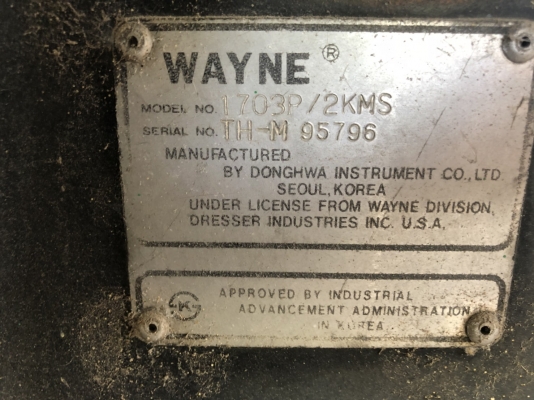 WAYNE ®
MODEL NO. 1703P/2KMS
SERIAL NO. TH-M 95796
MANUFACTURED
BY DONGHWA INSTRUMENT CO., LTD
SEOUL, KOREA
UNDER LICENSE FROM WAYNE DIVISION,
DRESSER INDUSTRIES INC. U.S.A.
K
APPROVED BY INDUSTRIAL
ADVANCEMENT ADMINISTRATION
IN KOREA